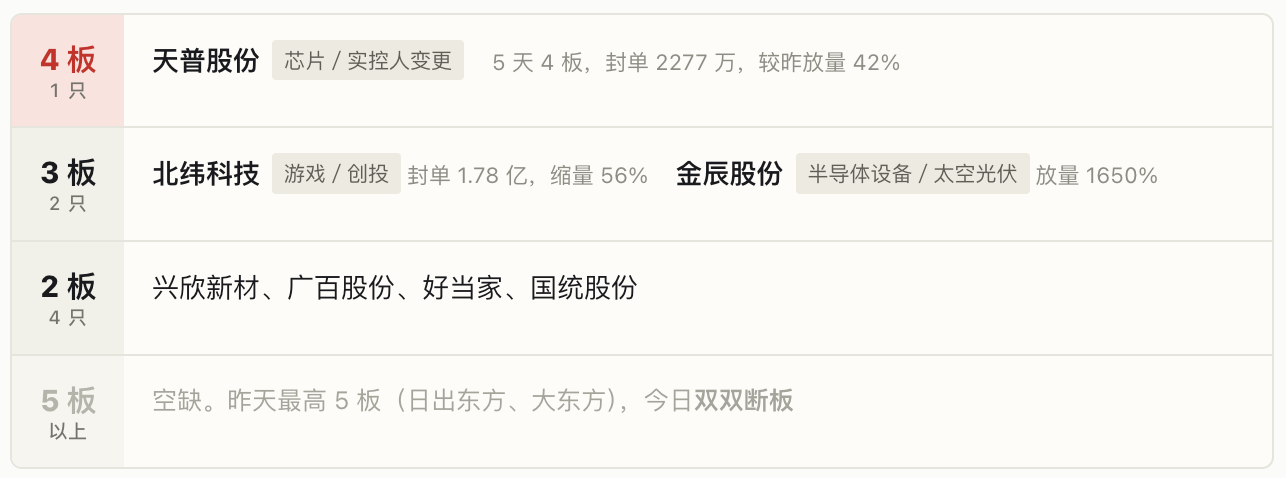 4 板
1 只
天普股份 芯片 / 实控人变更 5 天 4 板，封单 2277 万，较昨放量 42%
3 板
2 只
北纬科技 游戏 / 创投 封单 1.78 亿，缩量 56% 金辰股份 半导体设备 / 太空光伏 放量 1650%
2 板
4 只
兴欣新材、广百股份、好当家、国统股份
5 板
以上
空缺。昨天最高 5 板（日出东方、大东方），今日双双断板